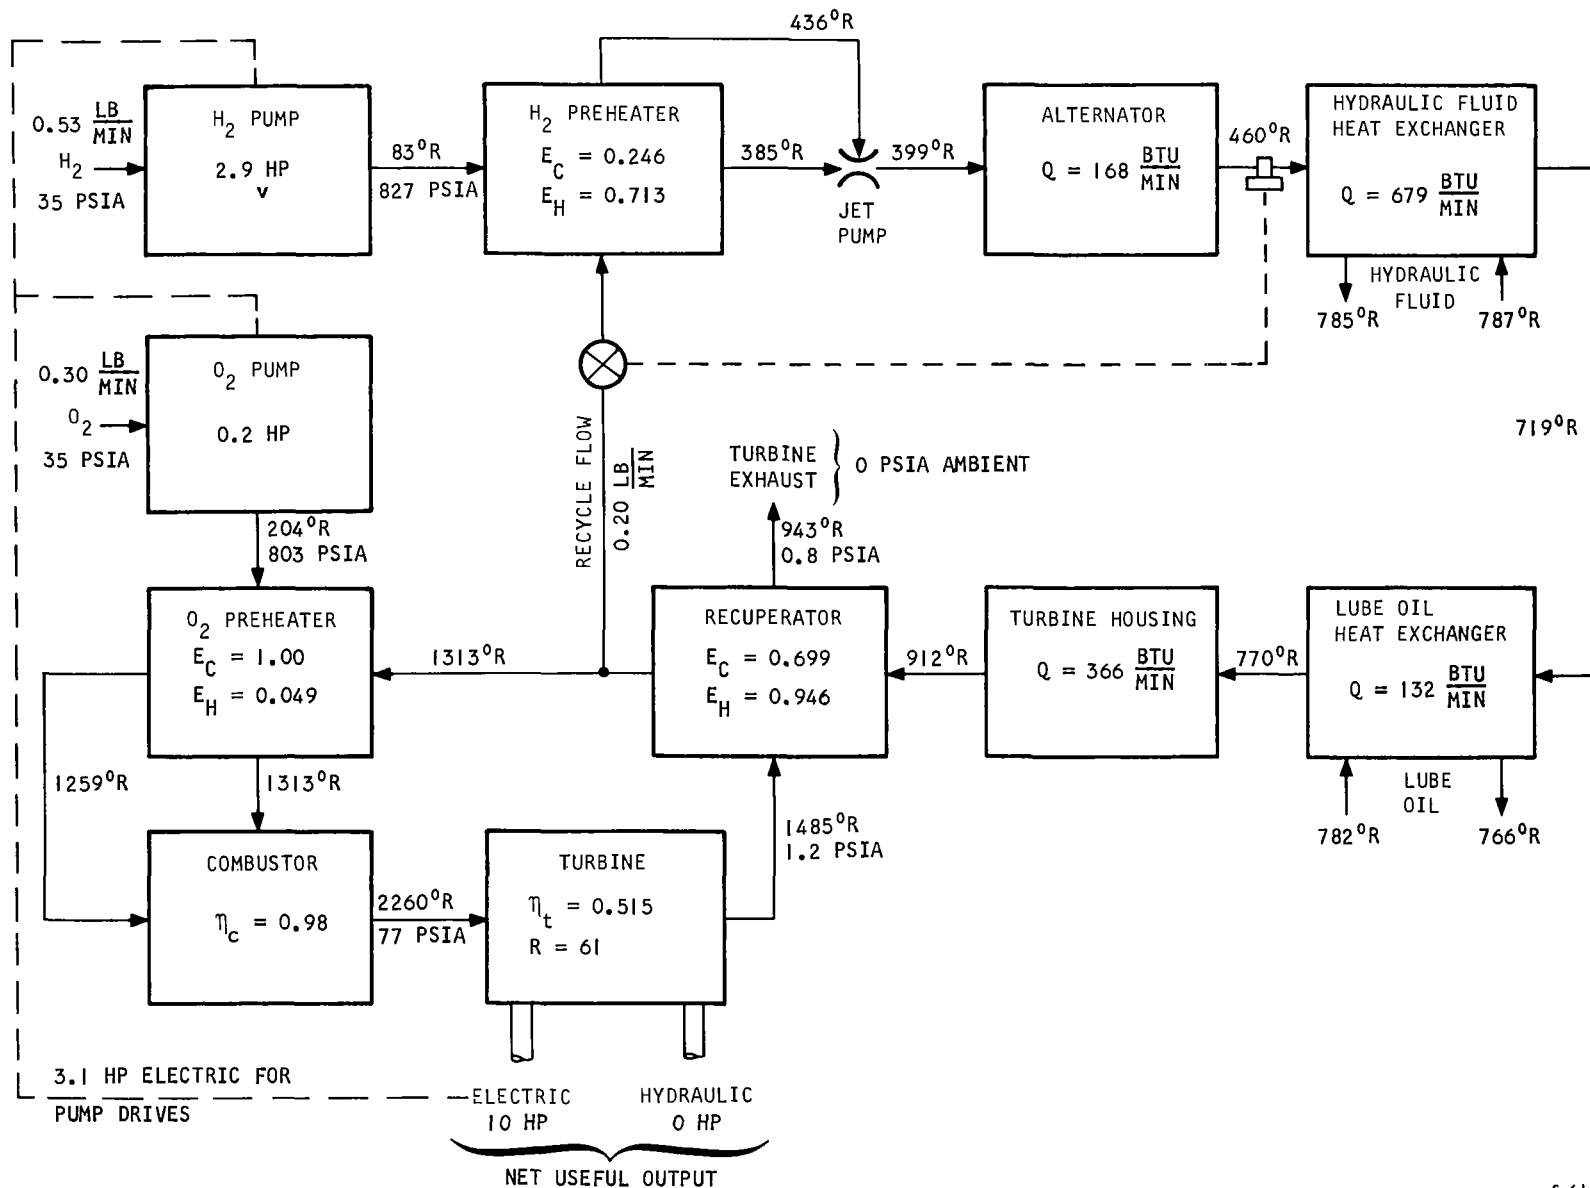 436°R
0.53 LB/MIN
H2
35 PSIA
H2 PUMP
2.9 HP
v
83°R
827 PSIA
H2 PREHEATER
EC = 0.246
EH = 0.713
385°R
JET
PUMP
399°R
ALTERNATOR
Q = 168 BTU/MIN
460°R
HYDRAULIC FLUID
HEAT EXCHANGER
Q = 679 BTU/MIN
HYDRAULIC
FLUID
785°R
787°R
0.30 LB/MIN
O2
35 PSIA
O2 PUMP
0.2 HP
719°R
RECYCLE FLOW
0.20 LB/MIN
TURBINE
EXHAUST
0 PSIA AMBIENT
204°R
803 PSIA
943°R
0.8 PSIA
O2 PREHEATER
EC = 1.00
EH = 0.049
1313°R
RECUPERATOR
EC = 0.699
EH = 0.946
912°R
TURBINE HOUSING
Q = 366 BTU/MIN
770°R
LUBE OIL
HEAT EXCHANGER
Q = 132 BTU/MIN
LUBE
OIL
782°R
766°R
1259°R
1313°R
1485°R
1.2 PSIA
COMBUSTOR
ηc = 0.98
2260°R
77 PSIA
TURBINE
ηt = 0.515
R = 61
3.1 HP ELECTRIC FOR
PUMP DRIVES
ELECTRIC
10 HP
HYDRAULIC
0 HP
NET USEFUL OUTPUT